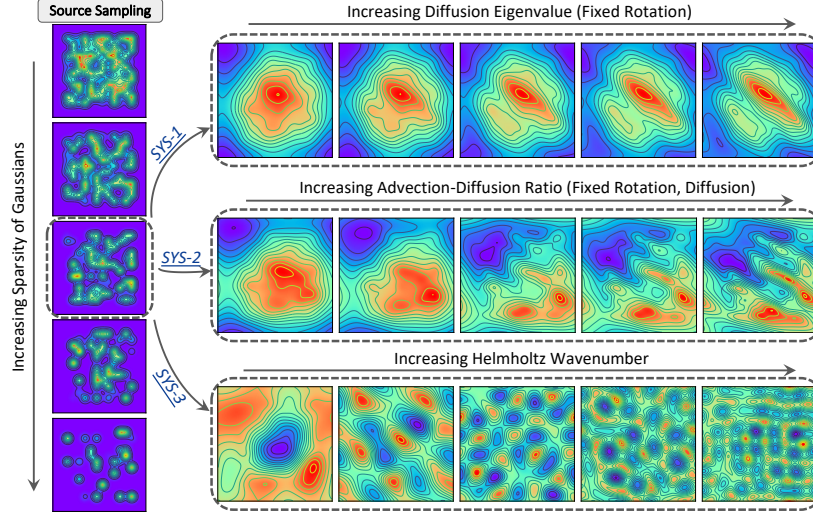 Source Sampling
Increasing Diffusion Eigenvalue (Fixed Rotation)
Increasing Sparsity of Gaussians
SYS-1
Increasing Advection-Diffusion Ratio (Fixed Rotation, Diffusion)
SYS-2
Increasing Helmholtz Wavenumber
SYS-3